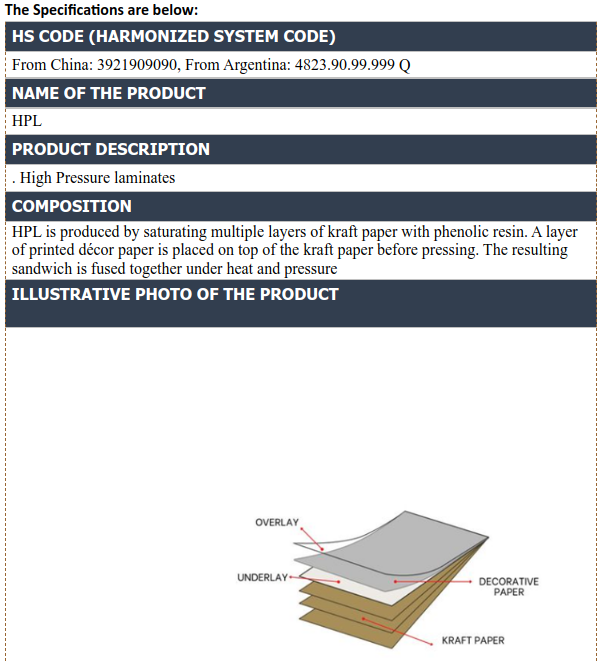 The Specifications are below:
HS CODE (HARMONIZED SYSTEM CODE)
From China: 3921909090, From Argentina: 4823.90.99.999 Q
NAME OF THE PRODUCT
HPL
PRODUCT DESCRIPTION
. High Pressure laminates
COMPOSITION
HPL is produced by saturating multiple layers of kraft paper with phenolic resin. A layer
of printed décor paper is placed on top of the kraft paper before pressing. The resulting
sandwich is fused together under heat and pressure
ILLUSTRATIVE PHOTO OF THE PRODUCT
OVERLAY
UNDERLAY
DECORATIVE
PAPER
KRAFT PAPER